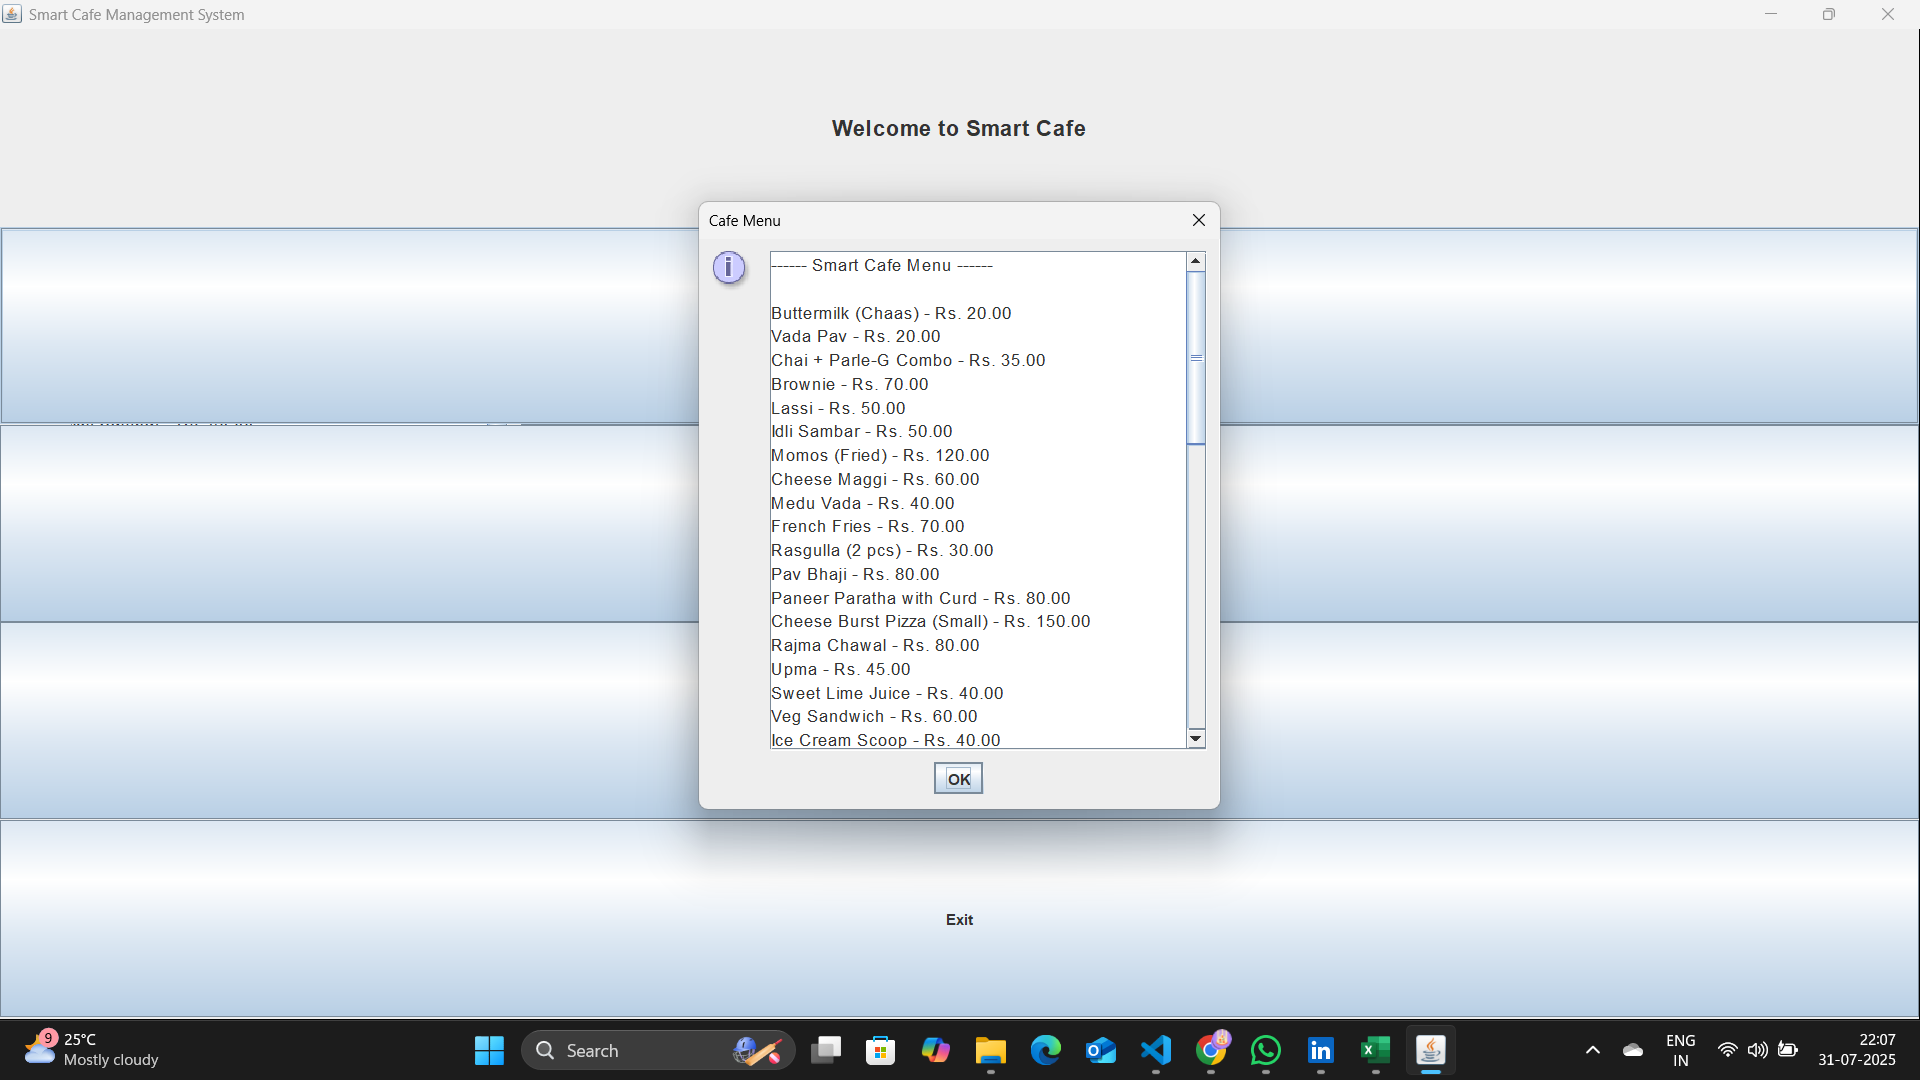 Smart Cafe Management System
Welcome to Smart Cafe
Cafe Menu
------ Smart Cafe Menu ------
Buttermilk (Chaas) - Rs. 20.00
Vada Pav - Rs. 20.00
Chai + Parle-G Combo - Rs. 35.00
Brownie - Rs. 70.00
Lassi - Rs. 50.00
Idli Sambar - Rs. 50.00
Momos (Fried) - Rs. 120.00
Cheese Maggi - Rs. 60.00
Medu Vada - Rs. 40.00
French Fries - Rs. 70.00
Rasgulla (2 pcs) - Rs. 30.00
Pav Bhaji - Rs. 80.00
Paneer Paratha with Curd - Rs. 80.00
Cheese Burst Pizza (Small) - Rs. 150.00
Rajma Chawal - Rs. 80.00
Upma - Rs. 45.00
Sweet Lime Juice - Rs. 40.00
Veg Sandwich - Rs. 60.00
Ice Cream Scoop - Rs. 40.00
OK
Exit
9
25°C
Mostly cloudy
Search
ENG
IN
22:07
31-07-2025